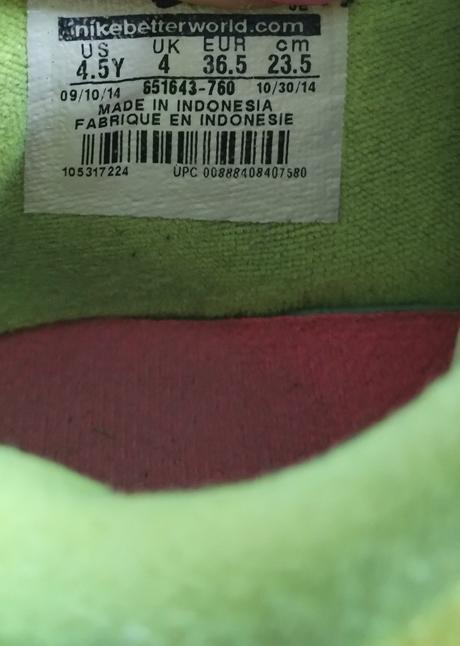 nikebetterworld.com
US UK EUR cm
4.5Y 4 36.5 23.5
09/10/14 651643-760 10/30/14
MADE IN INDONESIA
FABRIQUE EN INDONESIE
105317224 UPC 00888408407580